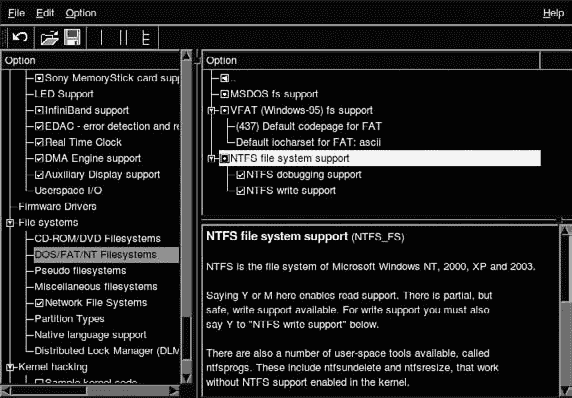 File Edit Option Help
Option
Sony MemoryStick card supp
LED Support
InfiniBand support
EDAC - error detection and re
Real Time Clock
DMA Engine support
Auxiliary Display support
Userspace I/O
Firmware Drivers
File systems
CD-ROM/DVD Filesystems
DOS/FAT/NT Filesystems
Pseudo filesystems
Miscellaneous filesystems
Network File Systems
Partition Types
Native language support
Distributed Lock Manager (DLM
Kernel hacking
Sample kernel code
Option
..
MSDOS fs support
VFAT (Windows-95) fs support
(437) Default codepage for FAT
Default iocharset for FAT: ascii
NTFS file system support
NTFS debugging support
NTFS write support
NTFS file system support (NTFS_FS)
NTFS is the file system of Microsoft Windows NT, 2000, XP and 2003.
Saying Y or M here enables read support. There is partial, but
safe, write support available. For write support you must also
say Y to "NTFS write support" below.
There are also a number of user-space tools available, called
ntfsprogs. These include ntfsundelete and ntfsresize, that work
without NTFS support enabled in the kernel.